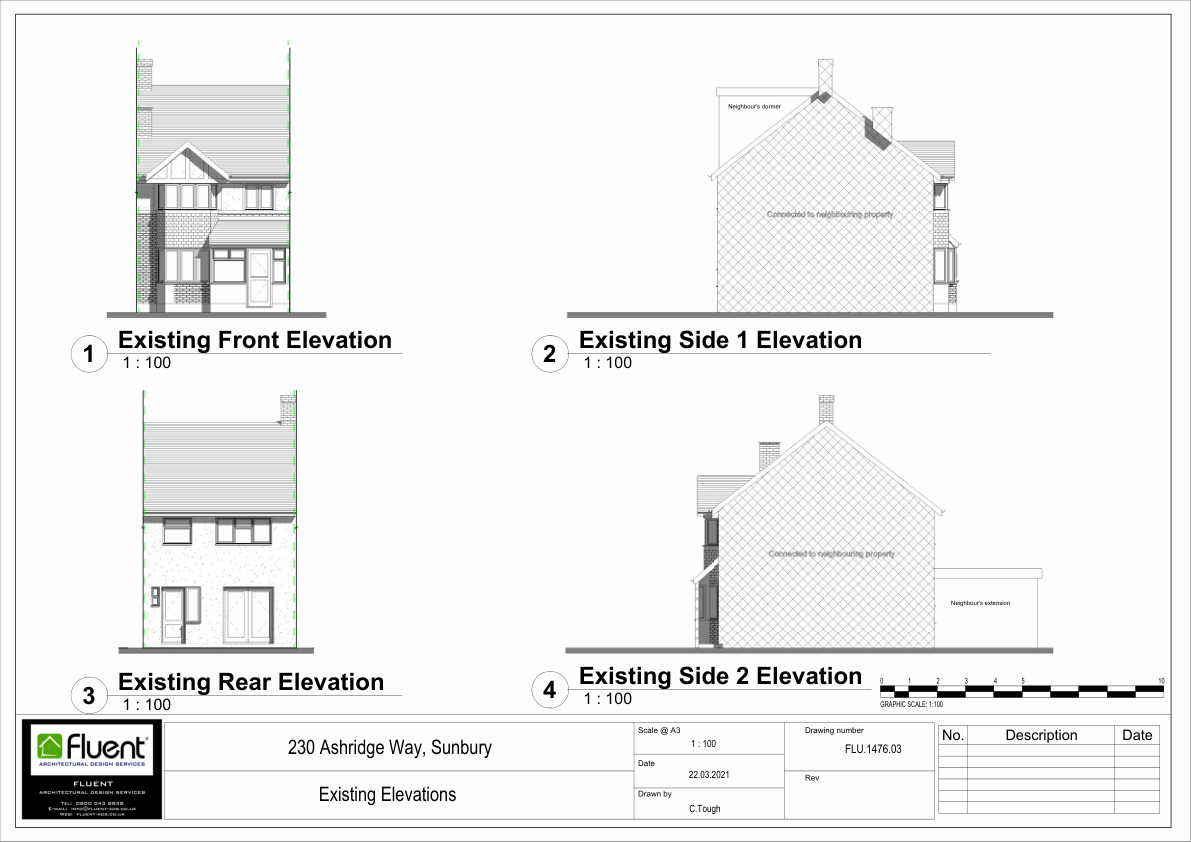 Neighbour's dormer
Connected to neighbouring property
1 Existing Front Elevation
1 : 100
2 Existing Side 1 Elevation
1 : 100
Connected to neighbouring property
Neighbour's extension
3 Existing Rear Elevation
1 : 100
4 Existing Side 2 Elevation
1 : 100
0 1 2 3 4 5 10
GRAPHIC SCALE: 1:100
Fluent®
ARCHITECTURAL DESIGN SERVICES
FLUENT
ARCHITECTURAL DESIGN SERVICES
TEL: 0800 043 8838
E-MAIL: INFO@FLUENT-ADS.CO.UK
WEB: FLUENT-ADS.CO.UK
230 Ashridge Way, Sunbury
Existing Elevations
Scale @ A3
1 : 100
Date
22.03.2021
Drawn by
C.Tough
Drawing number
FLU.1476.03
Rev
No. Description Date